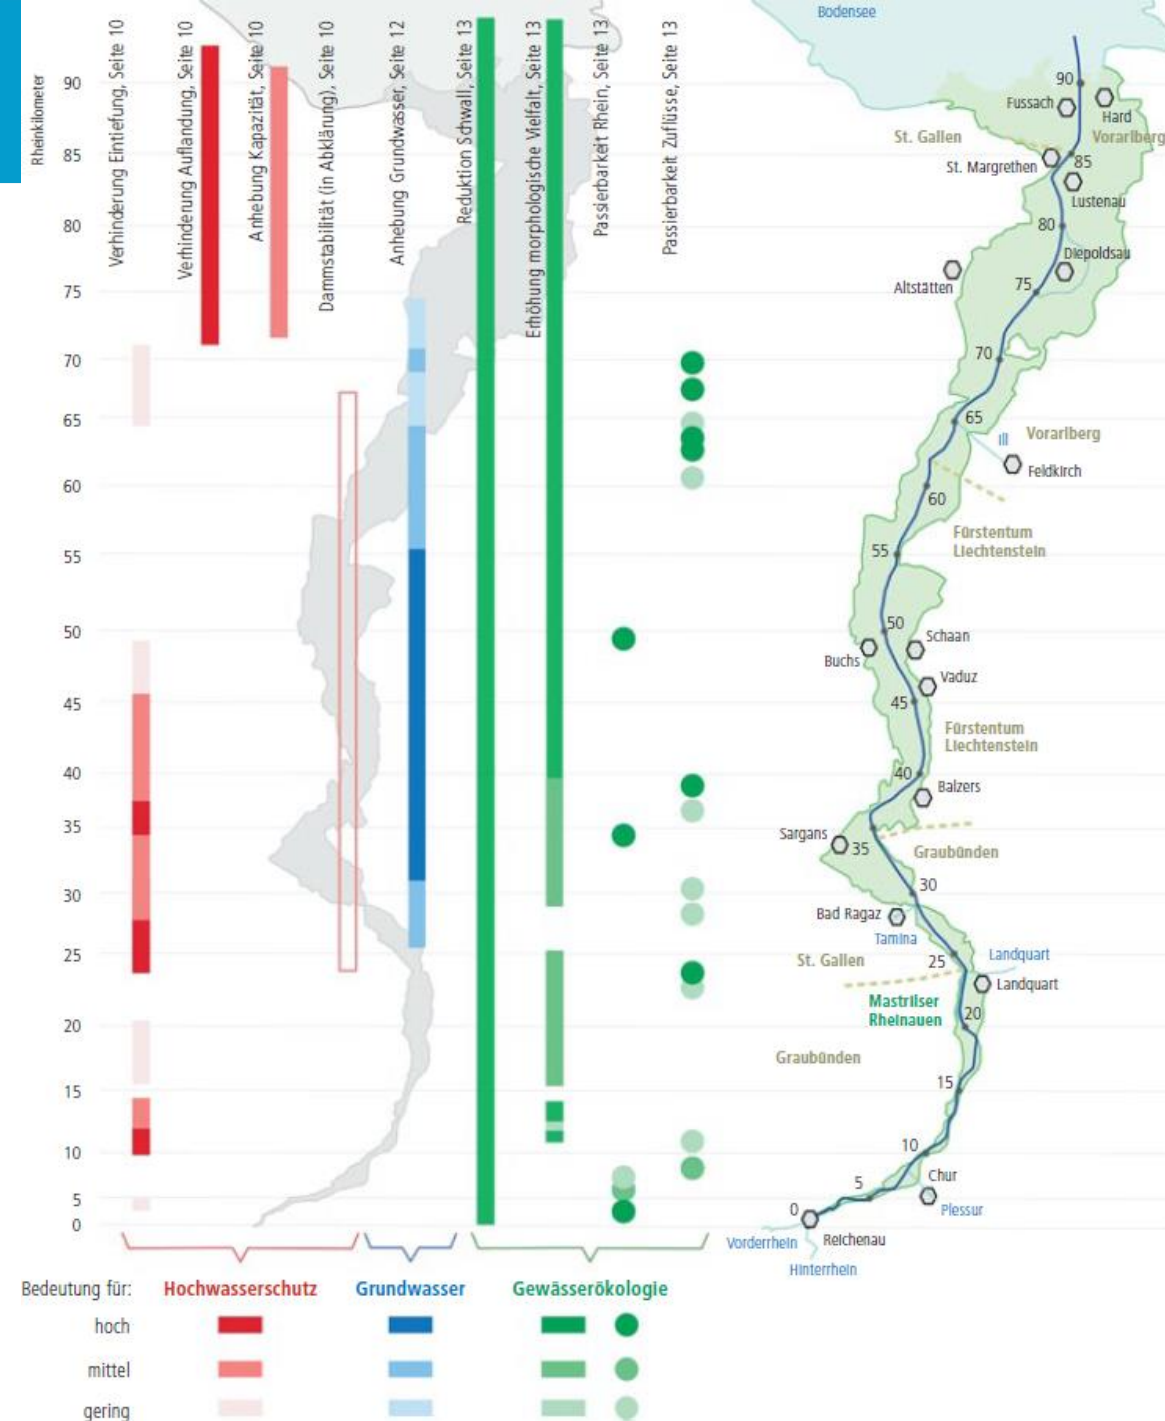 Rheinkilometer
Verhinderung Eintiefung, Seite 10
Verhinderung Auflandung, Seite 10
Anhebung Kapazität, Seite 10
Dammstabilität (in Abklärung), Seite 10
Anhebung Grundwasser, Seite 12
Reduktion Schwall, Seite 13
Erhöhung morphologische Vielfalt, Seite 13
Passierbarkeit Rhein, Seite 13
Passierbarkeit Zuflüsse, Seite 13
90
85
80
75
70
65
60
55
50
45
40
35
30
25
20
15
10
5
0
Bodensee
90
Fussach
Hard
St. Gallen
Vorarlberg
85
St. Margrethen
Lustenau
80
Diepoldsau
Altstätten
75
70
65
Ill
Vorarlberg
Feldkirch
60
Fürstentum
Liechtenstein
55
50
Schaan
Buchs
Vaduz
45
Fürstentum
Liechtenstein
40
Balzers
Sargans
35
Graubünden
30
Bad Ragaz
Tamina
Landquart
St. Gallen
25
Landquart
Mastrilser
Rheinauen
20
Graubünden
15
10
Chur
5
Plessur
0
Reichenau
Vorderrhein
Hinterrhein
Bedeutung für:
Hochwasserschutz
Grundwasser
Gewässerökologie
hoch
mittel
gering